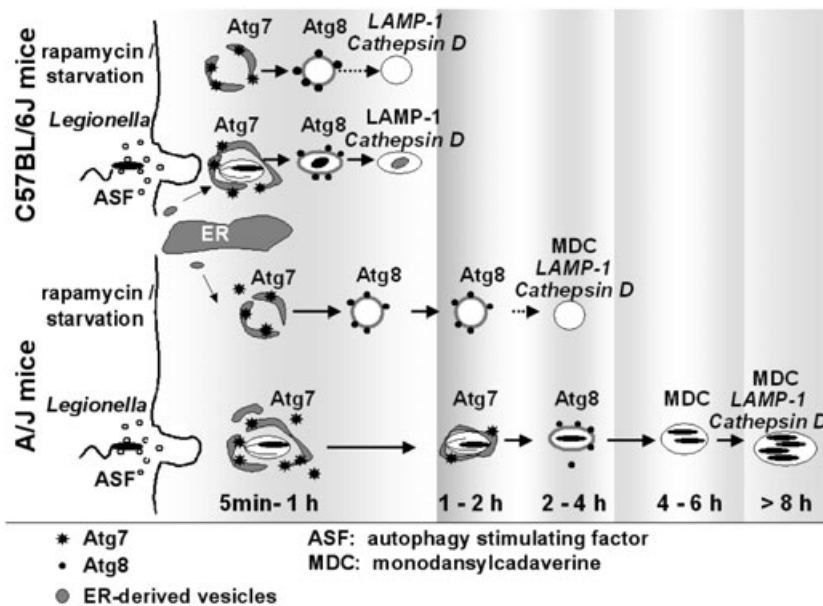 C57BL/6J mice
rapamycin /
starvation
Atg7
Atg8
LAMP-1
Cathepsin D
Legionella
ASF
Atg7
Atg8
LAMP-1
Cathepsin D
ER
A/J mice
rapamycin /
starvation
Atg7
Atg8
Atg8
MDC
LAMP-1
Cathepsin D
Legionella
ASF
Atg7
Atg7
Atg8
MDC
MDC
LAMP-1
Cathepsin D
5min- 1 h
1 - 2 h
2 - 4 h
4 - 6 h
> 8 h
Atg7
Atg8
ER-derived vesicles
ASF: autophagy stimulating factor
MDC: monodansylcadaverine